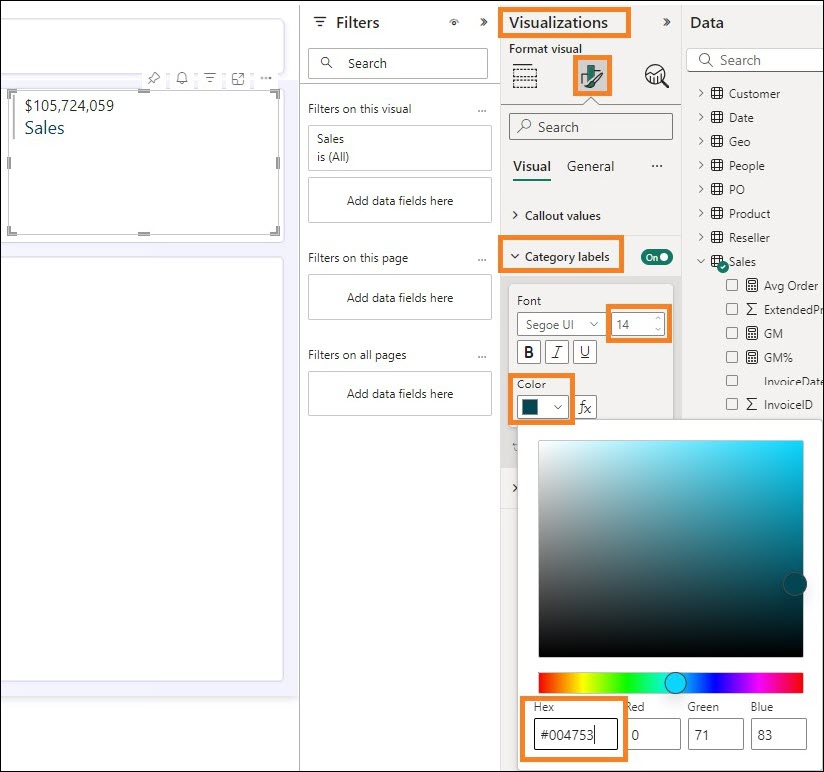 $105,724,059
Sales
Filters
Search
Filters on this visual
...
Sales
is (All)
Add data fields here
Filters on this page
...
Add data fields here
Filters on all pages
...
Add data fields here
Visualizations
Format visual
Search
Visual
General
...
Callout values
Category labels
On
Font
Segoe UI
14
B
I
U
Color
fx
Hex
Red
Green
Blue
#004753
0
71
83
Data
Search
Customer
Date
Geo
People
PO
Product
Reseller
Sales
Avg Order
ExtendedPr
GM
GM%
InvoiceDate
InvoiceID